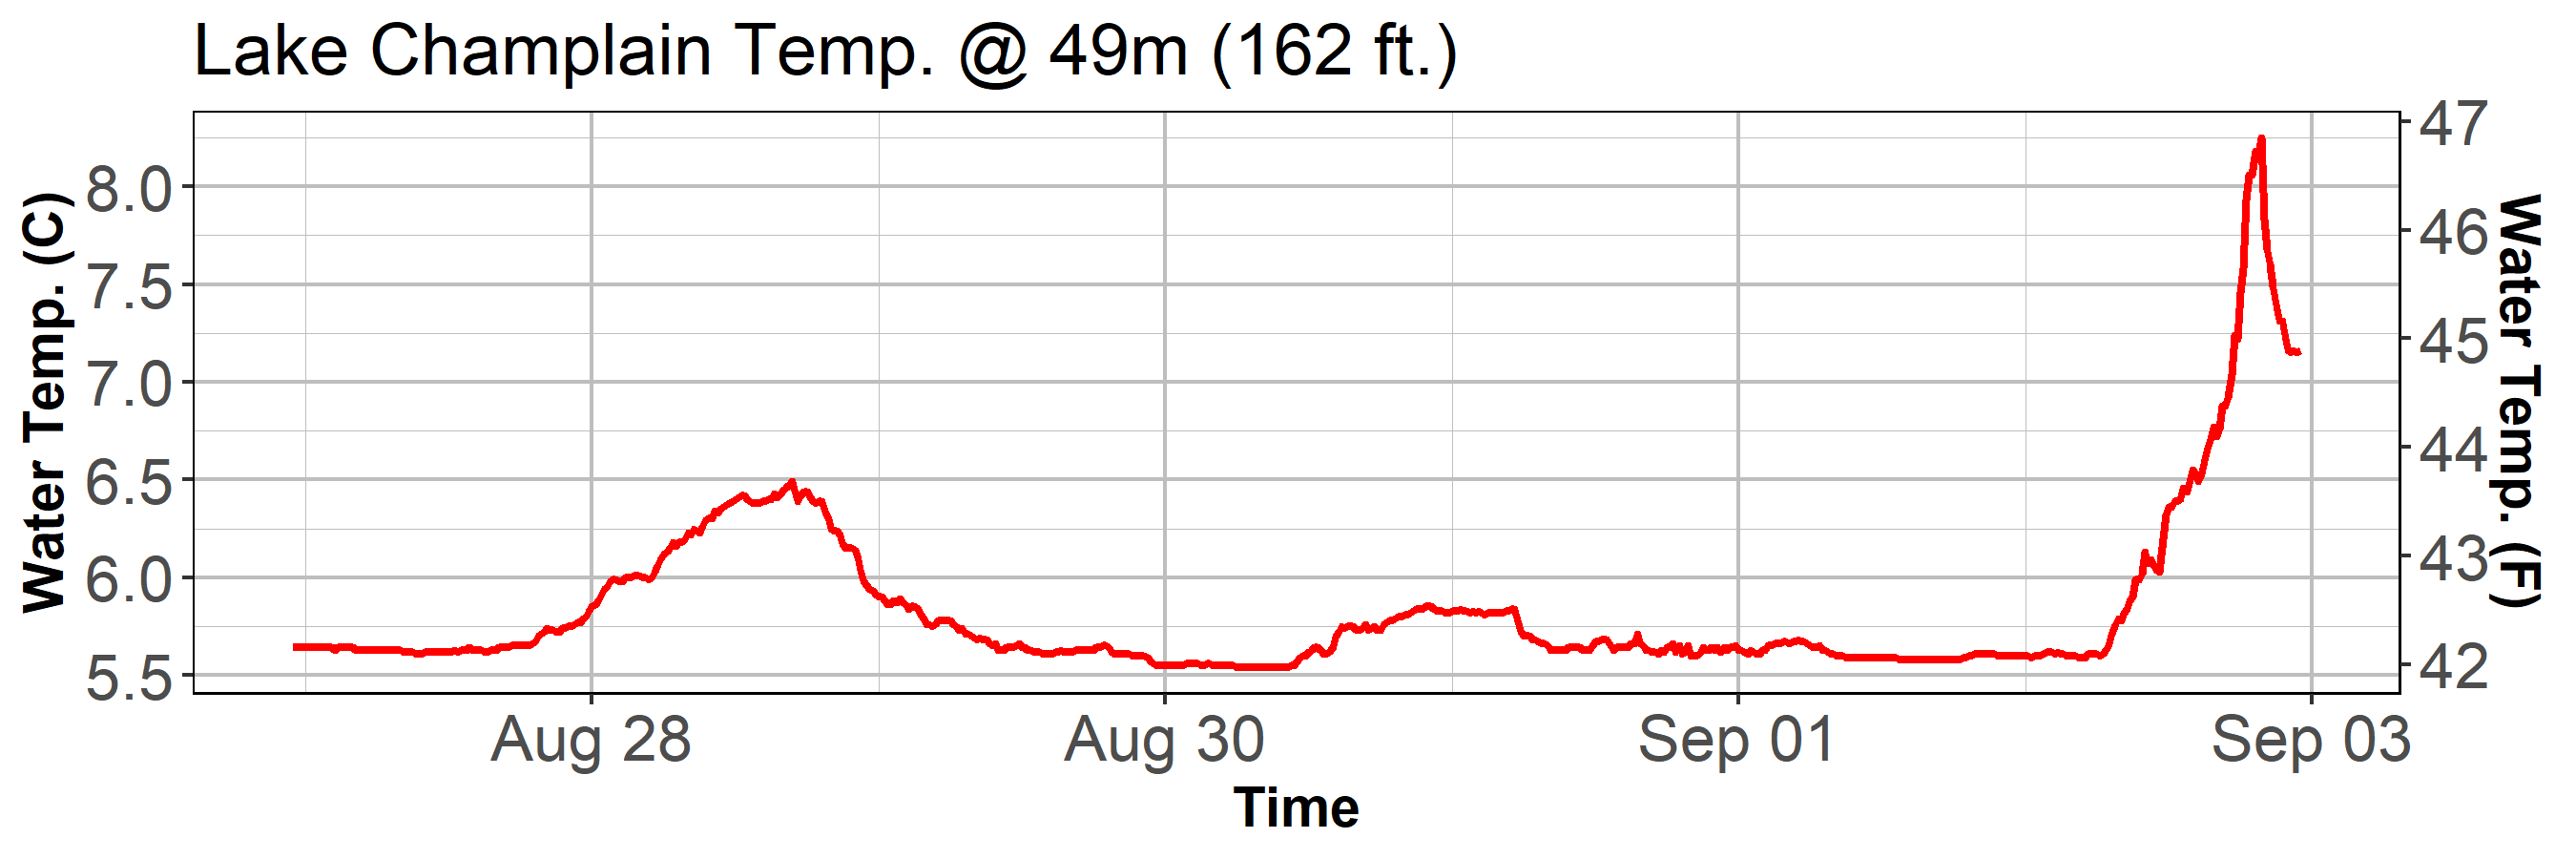 Lake Champlain Temp. @ 49m (162 ft.)
Water Temp. (C)
8.0
7.5
7.0
6.5
6.0
5.5
47
46
45
44
43
42
Water Temp. (F)
Aug 28
Aug 30
Sep 01
Sep 03
Time